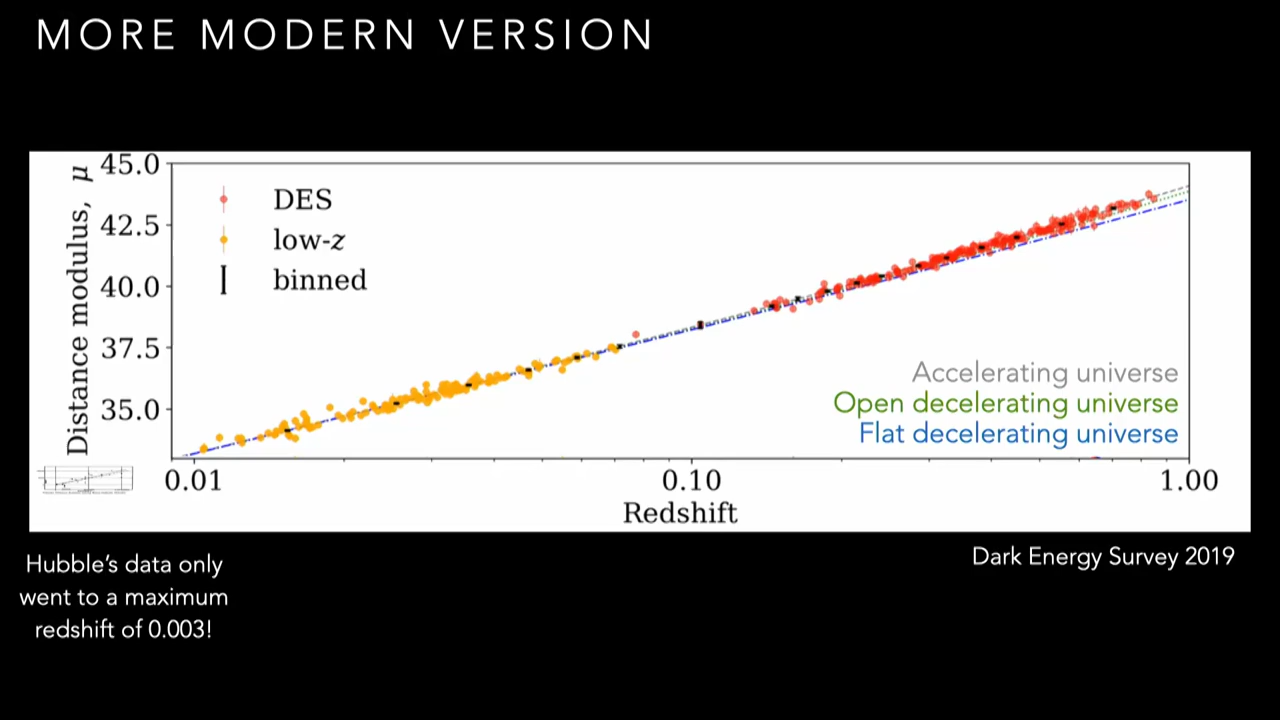 MORE MODERN VERSION
Distance modulus, μ
45.0
42.5
40.0
37.5
35.0
DES
low-z
binned
Accelerating universe
Open decelerating universe
Flat decelerating universe
0.01 0.10 1.00
Redshift
Hubble's data only
went to a maximum
redshift of 0.003!
Dark Energy Survey 2019